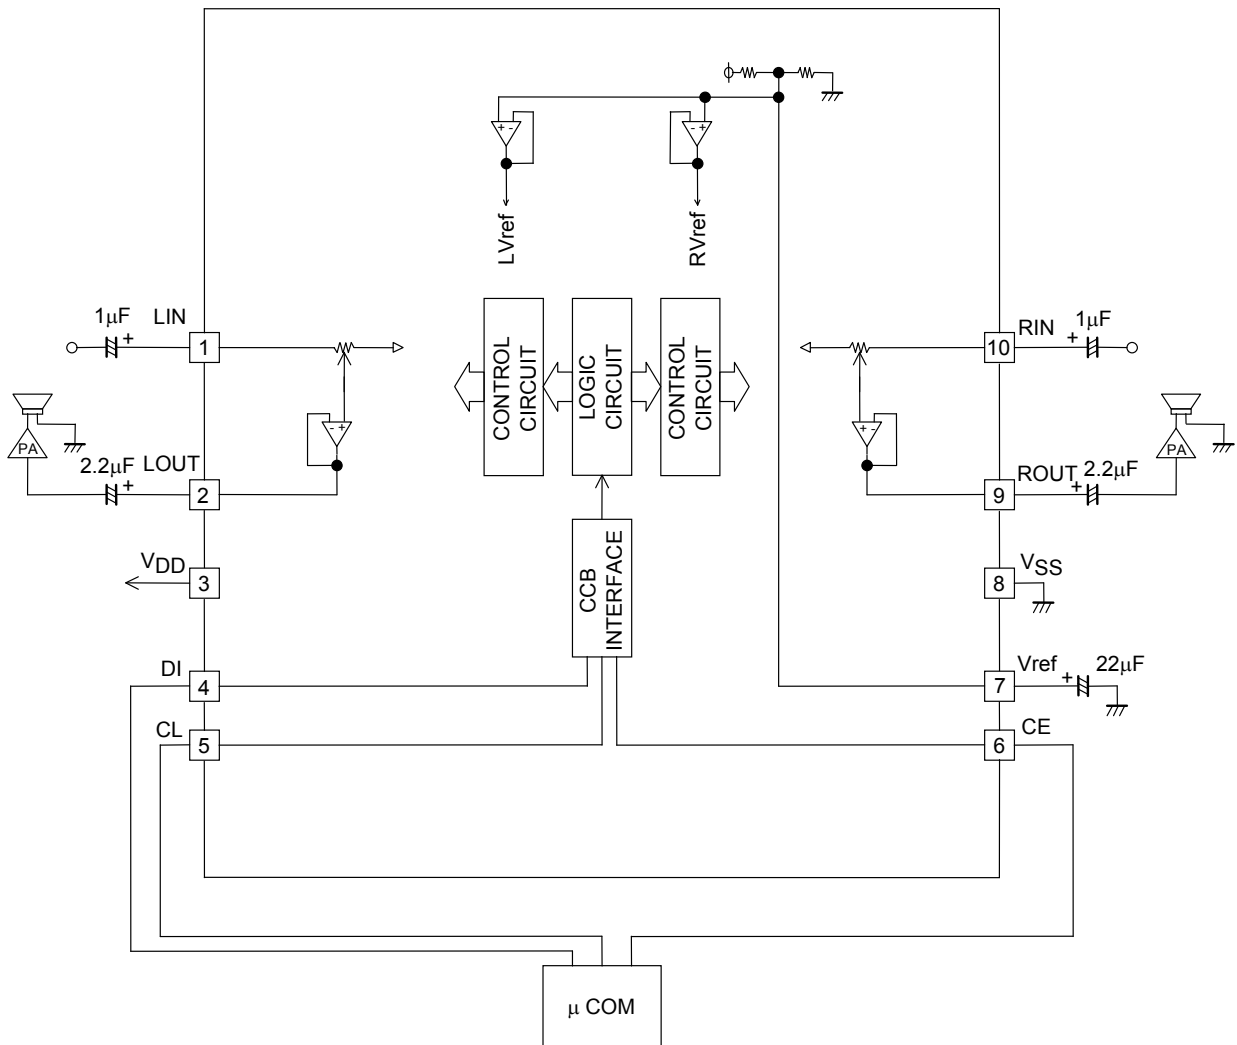 + -
- +
LVref
RVref
1μF
+
LIN
1
CONTROL
CIRCUIT
LOGIC
CIRCUIT
CONTROL
CIRCUIT
10
RIN
1μF
+
PA
- +
+ -
PA
2.2μF
+
LOUT
2
9
ROUT
2.2μF
+
VDD
3
CCB
INTERFACE
8
VSS
DI
4
7
Vref
+
22μF
CL
5
6
CE
μ COM